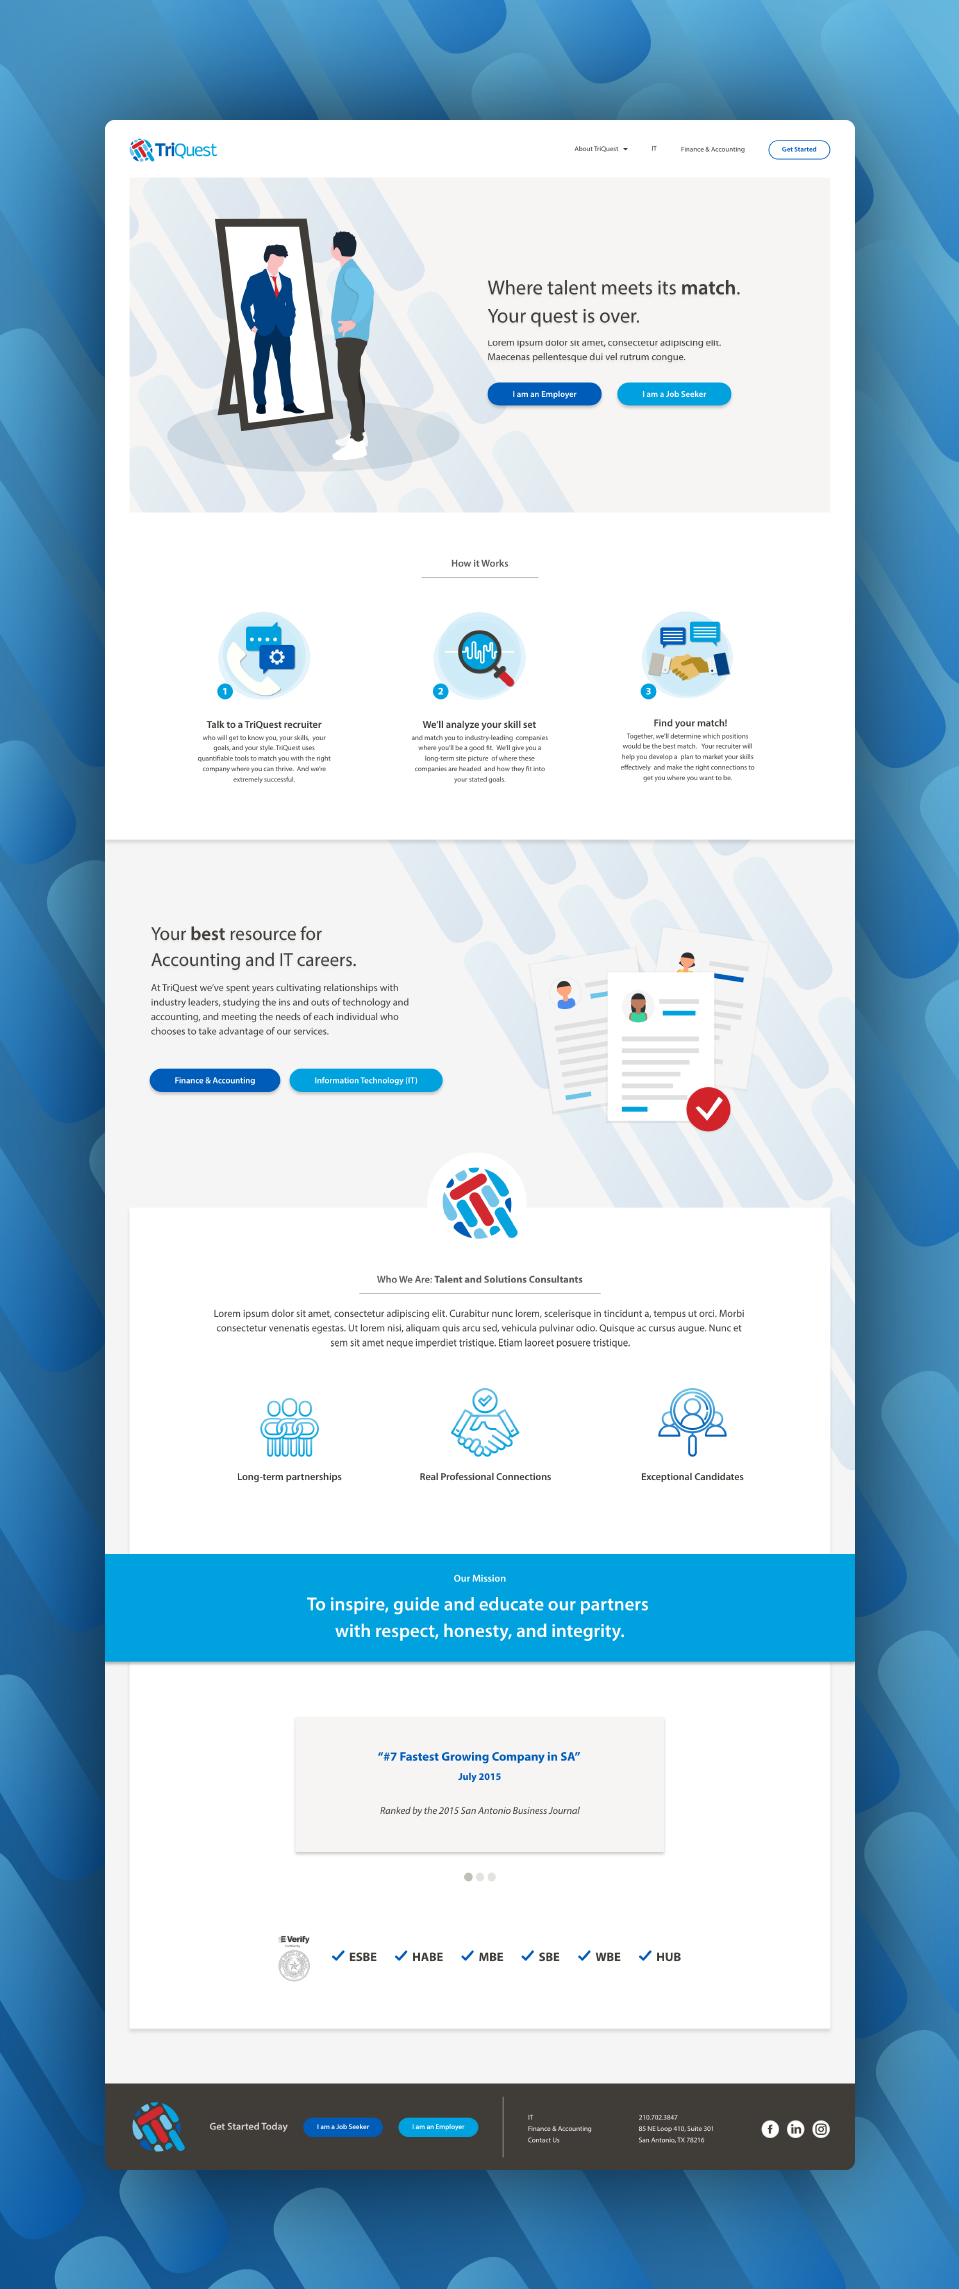 TriQuest
About TriQuest
IT
Finance & Accounting
Get Started
Where talent meets its match.
Your quest is over.
Lorem ipsum dolor sit amet, consectetur adipiscing elit.
Maecenas pellentesque dui vel rutrum congue.
I am an Employer
I am a Job Seeker
How it Works
1
Talk to a TriQuest recruiter
who will get to know you, your skills, your
goals, and your style. TriQuest uses
quantifiable tools to match you with the right
company where you can thrive. And we're
extremely successful.
2
We'll analyze your skill set
and match you to industry-leading companies
where you'll be a good fit. We'll give you a
long-term site picture of where these
companies are headed and how they fit into
your stated goals.
3
Find your match!
Together, we'll determine which positions
would be the best match. Your recruiter will
help you develop a plan to market your skills
effectively and make the right connections to
get you where you want to be.
Your best resource for
Accounting and IT careers.
At TriQuest we've spent years cultivating relationships with
industry leaders, studying the ins and outs of technology and
accounting, and meeting the needs of each individual who
chooses to take advantage of our services.
Finance & Accounting
Information Technology (IT)
Who We Are: Talent and Solutions Consultants
Lorem ipsum dolor sit amet, consectetur adipiscing elit. Curabitur nunc lorem, scelerisque in tincidunt a, tempus ut orci. Morbi
consectetur venenatis egestas. Ut lorem nisi, aliquam quis arcu sed, vehicula pulvinar odio. Quisque ac cursus augue. Nunc et
sem sit amet neque imperdiet tristique. Etiam laoreet posuere tristique.
Long-term partnerships
Real Professional Connections
Exceptional Candidates
Our Mission
To inspire, guide and educate our partners
with respect, honesty, and integrity.
"#7 Fastest Growing Company in SA"
July 2015
Ranked by the 2015 San Antonio Business Journal
E Verify
ESBE
HABE
MBE
SBE
WBE
HUB
Get Started Today
I am a Job Seeker
I am an Employer
IT
Finance & Accounting
Contact Us
210.702.3847
85 NE Loop 410, Suite 301
San Antonio, TX 78216